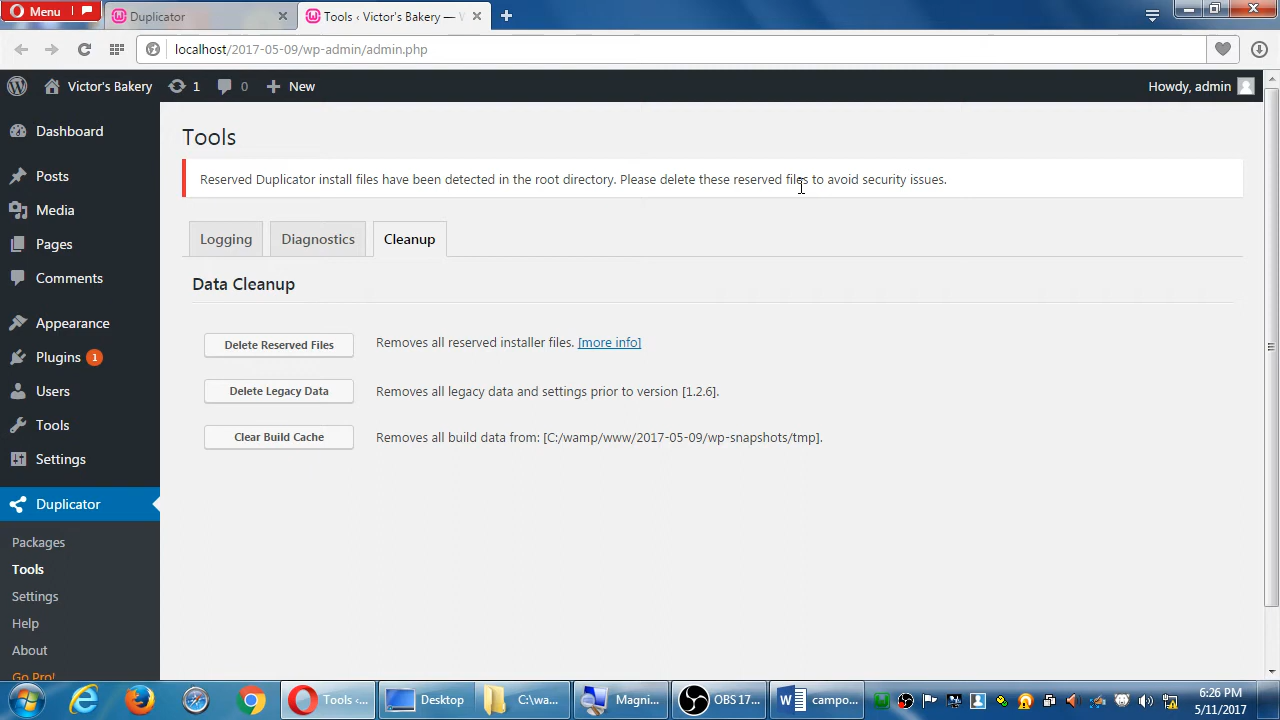 Menu
Duplicator
Tools ‹ Victor's Bakery —
localhost/2017-05-09/wp-admin/admin.php
Victor's Bakery
1
0
New
Howdy, admin
Dashboard
Posts
Media
Pages
Comments
Appearance
Plugins 1
Users
Tools
Settings
Duplicator
Packages
Tools
Settings
Help
About
Go Pro!
Tools
Reserved Duplicator install files have been detected in the root directory. Please delete these reserved files to avoid security issues.
Logging
Diagnostics
Cleanup
Data Cleanup
Delete Reserved Files
Removes all reserved installer files. [more info]
Delete Legacy Data
Removes all legacy data and settings prior to version [1.2.6].
Clear Build Cache
Removes all build data from: [C:/wamp/www/2017-05-09/wp-snapshots/tmp].
Tools ‹...
Desktop
C:\wa...
Magni...
OBS 17...
campo...
6:26 PM
5/11/2017